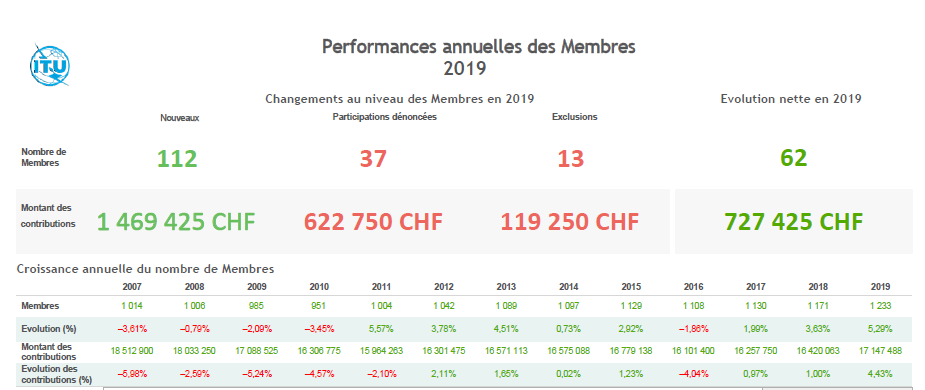 ITU
Performances annuelles des Membres
2019
Changements au niveau des Membres en 2019
Evolution nette en 2019
Nouveaux Participations dénoncées Exclusions
Nombre de
Membres
112 37 13 62
Montant des
contributions
1 469 425 CHF 622 750 CHF 119 250 CHF 727 425 CHF
Croissance annuelle du nombre de Membres
2007 2008 2009 2010 2011 2012 2013 2014 2015 2016 2017 2018 2019
Membres 1 014 1 006 985 951 1 004 1 042 1 089 1 097 1 129 1 108 1 130 1 171 1 233
Evolution (%) –3,61% –0,79% –2,09% –3,45% 5,57% 3,78% 4,51% 0,73% 2,92% –1,86% 1,99% 3,63% 5,29%
Montant des
contributions 18 512 900 18 033 250 17 088 525 16 306 775 15 964 263 16 301 475 16 571 113 16 575 088 16 779 138 16 101 400 16 257 750 16 420 063 17 147 488
Evolution des
contributions (%) –5,98% –2,59% –5,24% –4,57% –2,10% 2,11% 1,65% 0,02% 1,23% –4,04% 0,97% 1,00% 4,43%